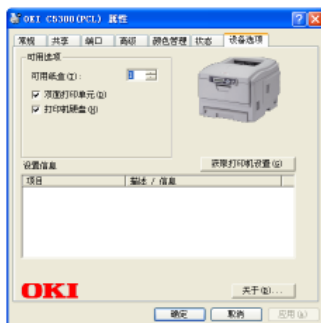 OKI C5300(PCL) 属性
常规 共享 端口 高级 颜色管理 状态 设备选项
可用选项
可用纸盒(T):
双面打印单元(D)
打印机硬盘(H)
设置信息
获取打印机设置(G)
项目 描述 / 信息
OKI
关于(B)...
确定 取消 应用(A)